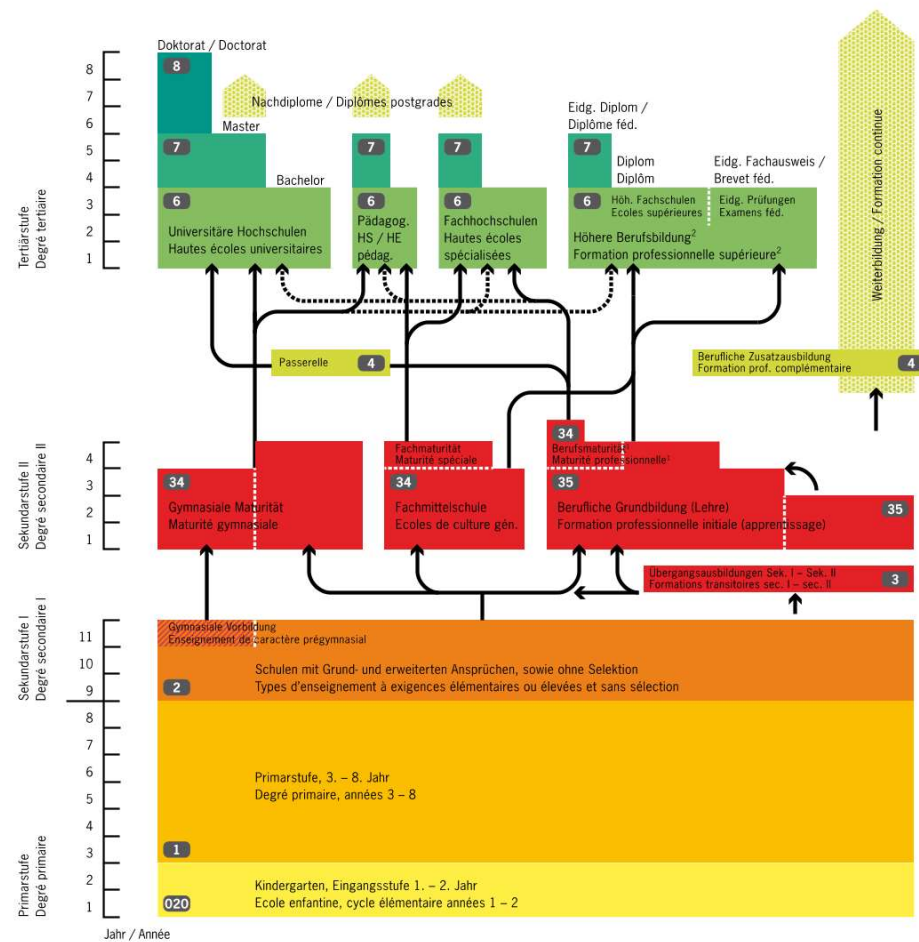 Doktorat / Doctorat
8
8
7
Nachdiplome / Diplômes postgrades
6
Master
Eidg. Diplom /
Diplôme féd.
5
7
7
7
7
Diplom
Diplôm
Eidg. Fachausweis /
Brevet féd.
4
Bachelor
3
6
6
6
6
Höh. Fachschulen
Ecoles supérieures
Eidg. Prüfungen
Examens féd.
2
1
Universitäre Hochschulen
Hautes écoles universitaires
Pädagog.
HS / HE
pédag.
Fachhochschulen
Hautes écoles
spécialisées
Höhere Berufsbildung²
Formation professionnelle supérieure²
Tertiärstufe
Degré tertiaire
Weiterbildung / Formation continue
Passerelle
4
Berufliche Zusatzausbildung
Formation prof. complémentaire
4
Sekundarstufe II
Degré secondaire II
4
3
2
1
34
Gymnasiale Maturität
Maturité gymnasiale
Fachmaturität
Maturité spéciale
34
Fachmittelschule
Ecoles de culture gén.
34
Berufsmaturität¹
Maturité professionnelle¹
35
Berufliche Grundbildung (Lehre)
Formation professionnelle initiale (apprentissage)
35
Übergangsausbildungen Sek. I – Sek. II
Formations transitoires sec. I – sec. II
3
Sekundarstufe I
Degré secondaire I
11
10
9
Gymnasiale Vorbildung
Enseignement de caractère prégymnasial
Schulen mit Grund- und erweiterten Ansprüchen, sowie ohne Selektion
Types d'enseignement à exigences élémentaires ou élevées et sans sélection
2
Primarstufe
Degré primaire
8
7
6
5
4
3
2
1
Primarstufe, 3. – 8. Jahr
Degré primaire, années 3 – 8
1
Kindergarten, Eingangsstufe 1. – 2. Jahr
Ecole enfantine, cycle élémentaire années 1 – 2
020
Jahr / Année